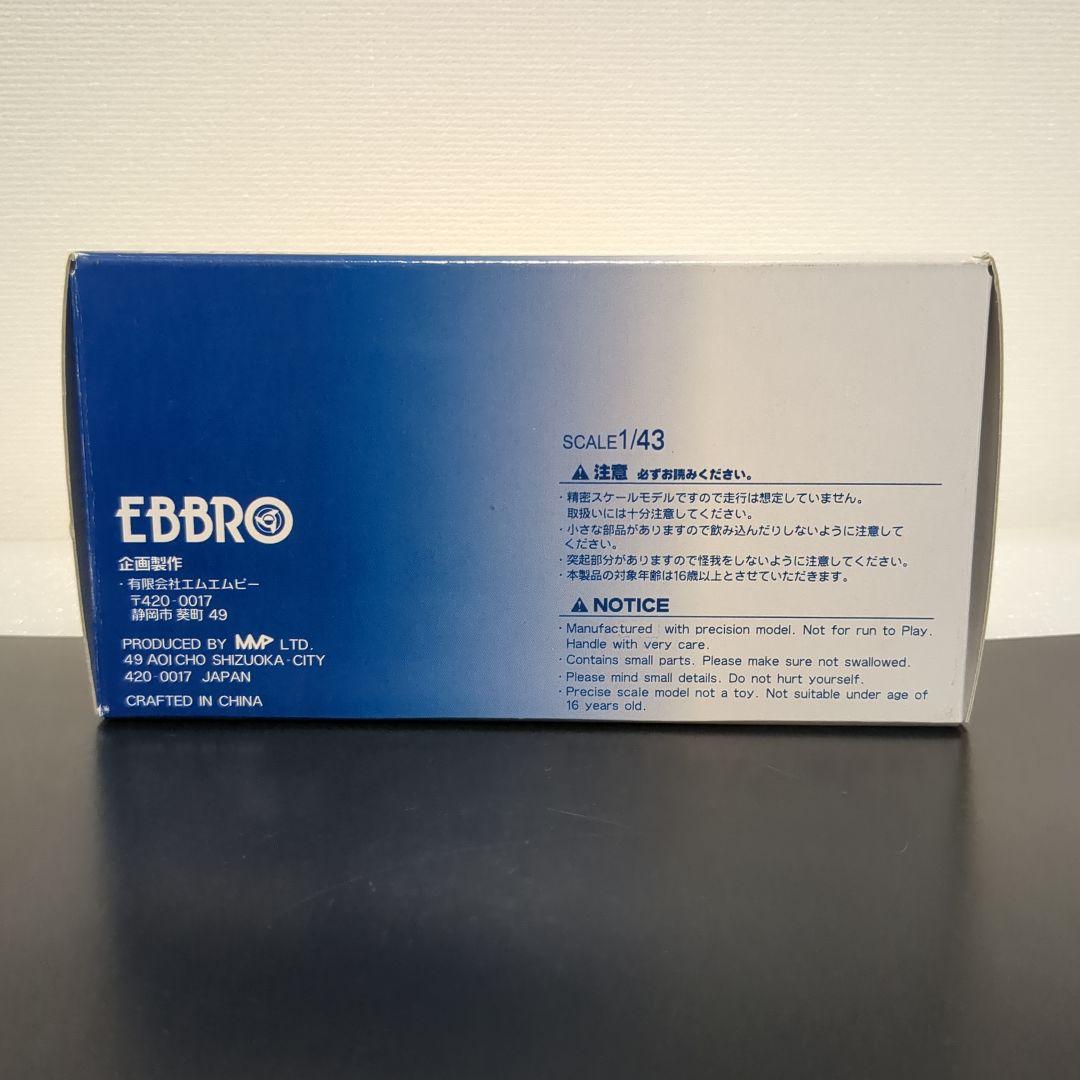 EBBRO
企画製作
・有限会社エムエムピー
〒420-0017
静岡市 葵町 49
PRODUCED BY MMP LTD.
49 AOI CHO SHIZUOKA-CITY
420-0017 JAPAN
CRAFTED IN CHINA
SCALE1/43
⚠注意 必ずお読みください。
・精密スケールモデルですので走行は想定していません。
取扱いには十分注意してください。
・小さな部品がありますので飲み込んだりしないように注意して
ください。
・突起部分がありますので怪我をしないように注意してください。
・本製品の対象年齢は16歳以上とさせていただきます。
⚠NOTICE
・Manufactured with precision model. Not for run to Play.
Handle with very care.
・Contains small parts. Please make sure not swallowed.
・Please mind small details. Do not hurt yourself.
・Precise scale model not a toy. Not suitable under age of
16 years old.